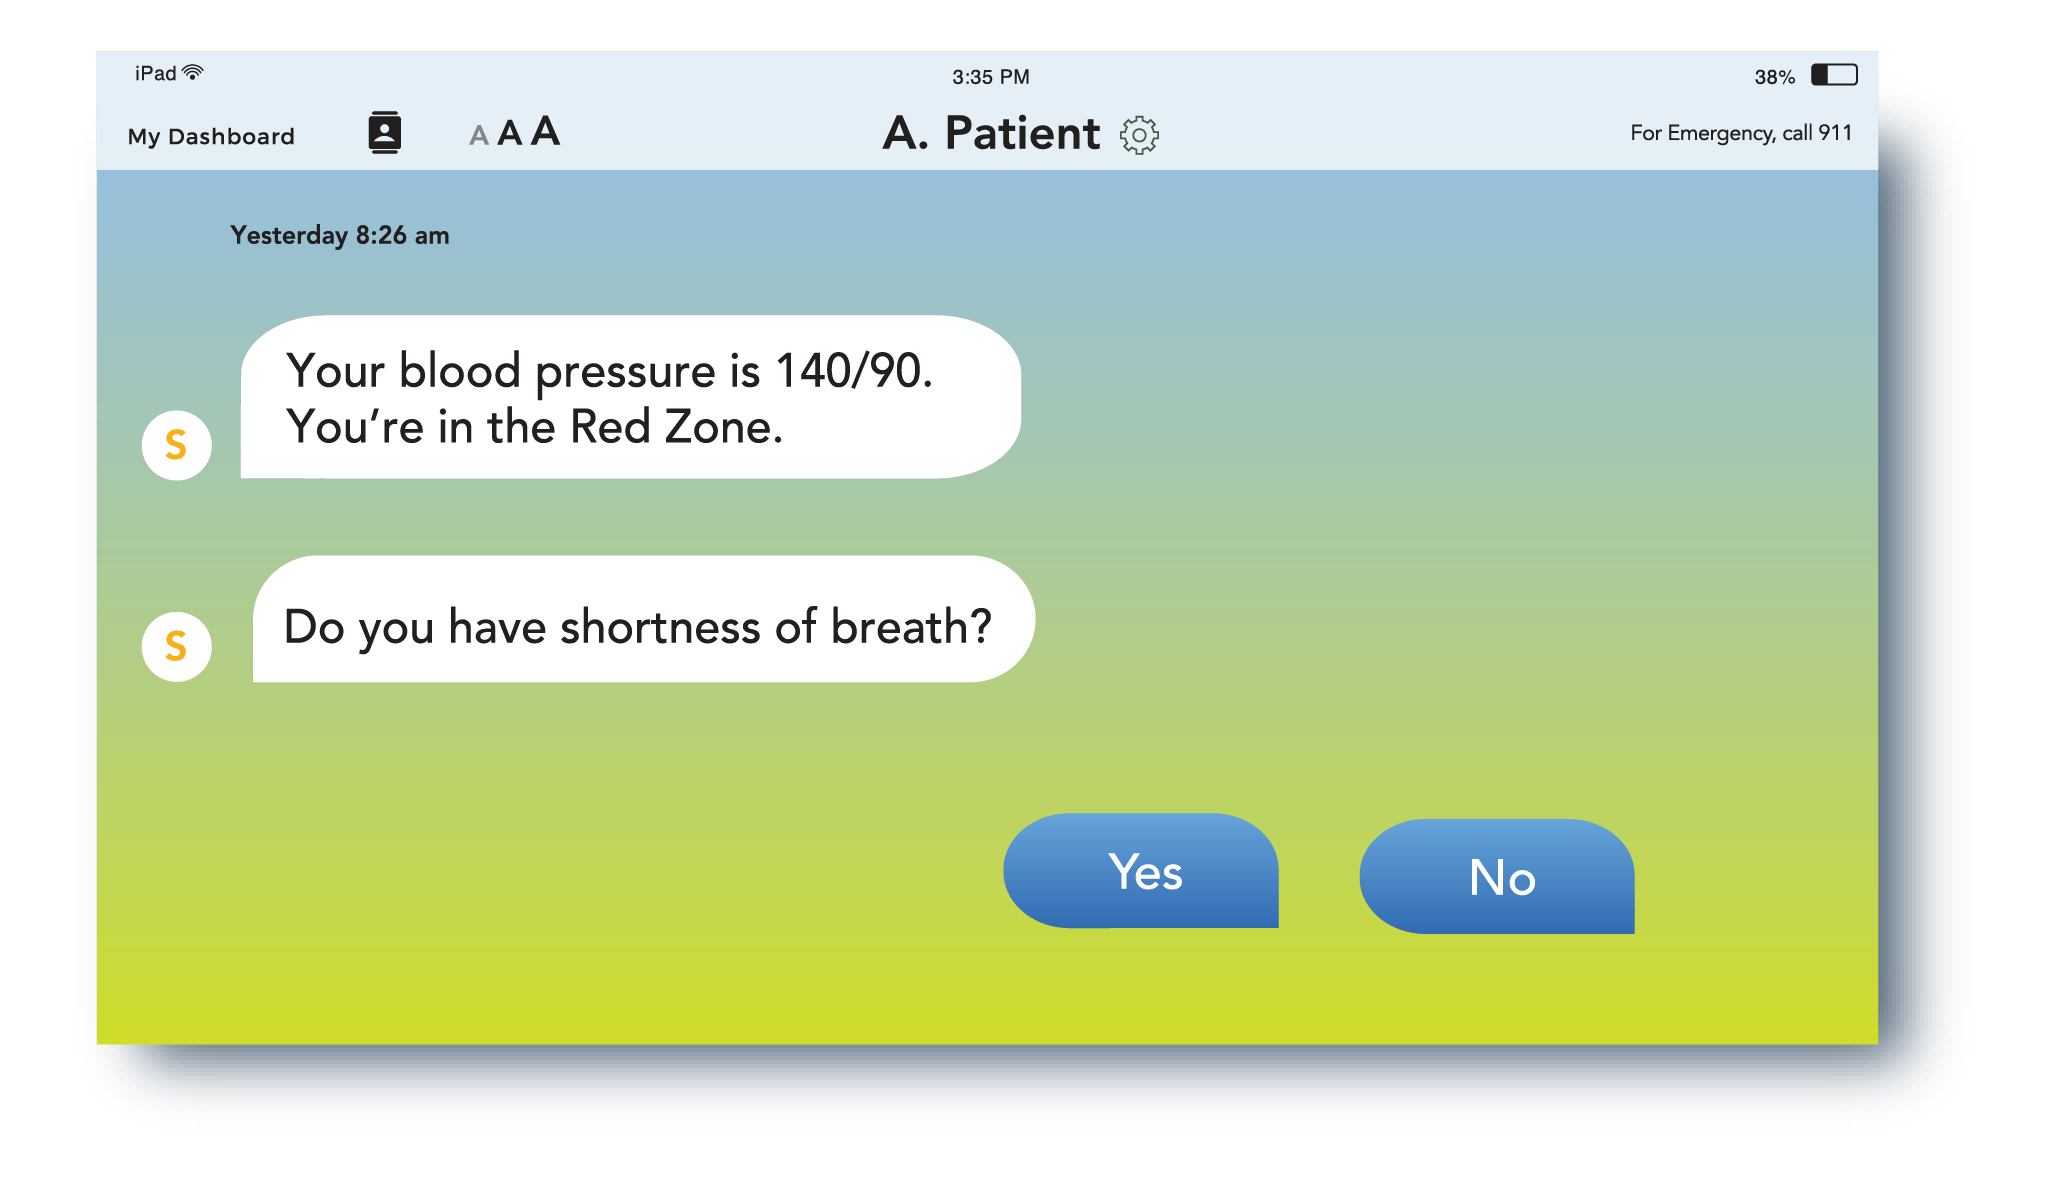 iPad
3:35 PM
38%
My Dashboard
A A A
A. Patient
For Emergency, call 911
Yesterday 8:26 am
Your blood pressure is 140/90.
You’re in the Red Zone.
S
Do you have shortness of breath?
S
Yes
No